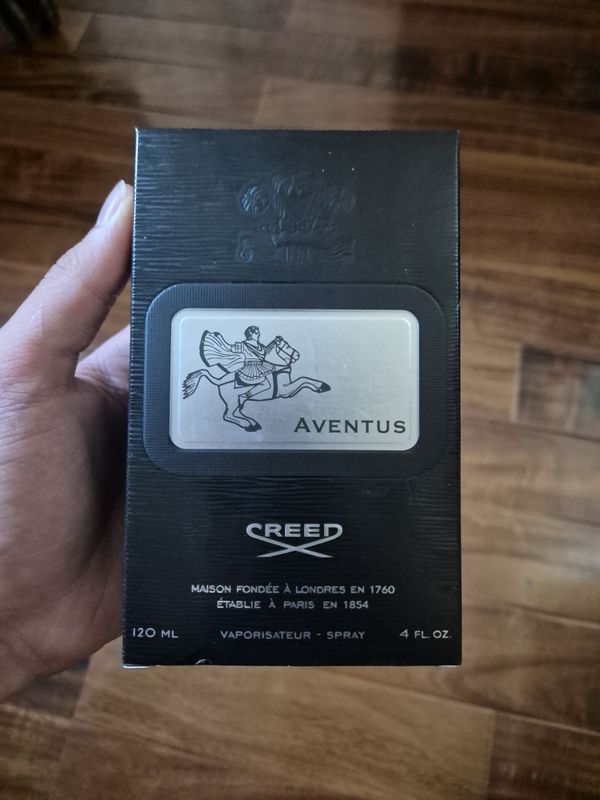 AVENTUS
CREED
MAISON FONDÉE À LONDRES EN 1760
ÉTABLIE À PARIS EN 1854
120 ML VAPORISATEUR - SPRAY 4 FL. OZ.